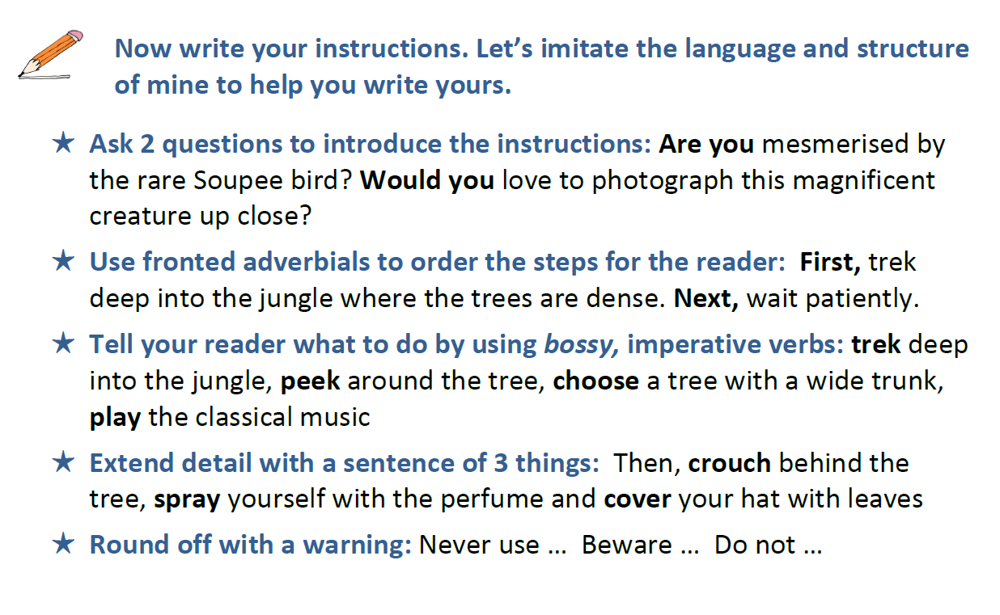 Now write your instructions. Let’s imitate the language and structure
of mine to help you write yours.
★ Ask 2 questions to introduce the instructions: Are you mesmerised by
the rare Soupee bird? Would you love to photograph this magnificent
creature up close?
★ Use fronted adverbials to order the steps for the reader:  First, trek
deep into the jungle where the trees are dense. Next, wait patiently.
★ Tell your reader what to do by using bossy, imperative verbs: trek deep
into the jungle, peek around the tree, choose a tree with a wide trunk,
play the classical music
★ Extend detail with a sentence of 3 things:  Then, crouch behind the
tree, spray yourself with the perfume and cover your hat with leaves
★ Round off with a warning: Never use …  Beware …  Do not …